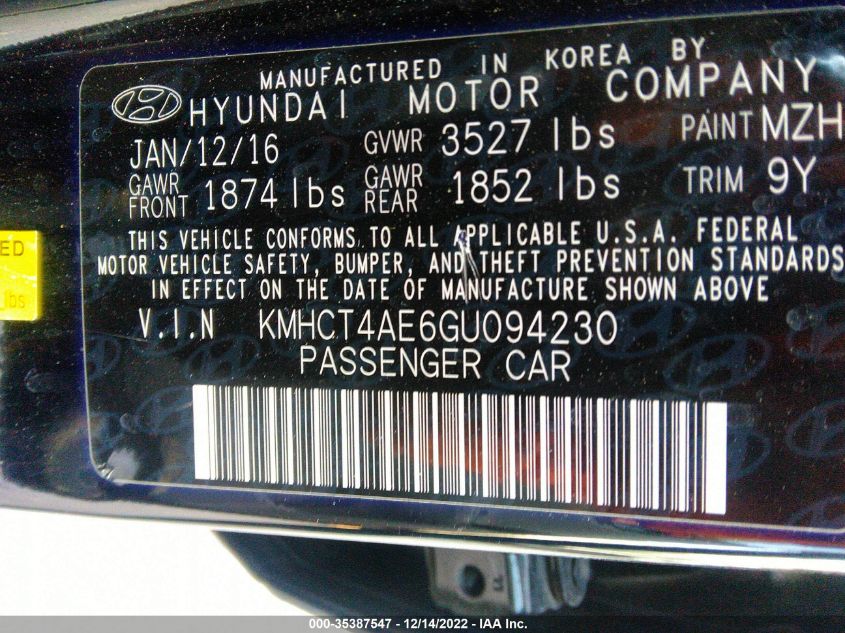 MANUFACTURED IN KOREA BY
HYUNDAI MOTOR COMPANY
JAN/12/16 GVWR 3527 lbs PAINT MZH
GAWR FRONT 1874 lbs GAWR REAR 1852 lbs TRIM 9Y
THIS VEHICLE CONFORMS TO ALL APPLICABLE U.S.A. FEDERAL
MOTOR VEHICLE SAFETY, BUMPER, AND THEFT PREVENTION STANDARDS
IN EFFECT ON THE DATE OF MANUFACTURE SHOWN ABOVE
V.I.N KMHCT4AE6GU094230
PASSENGER CAR
lbs
000-35387547 - 12/14/2022 - IAA Inc.